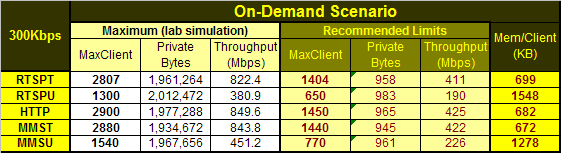 On-Demand Scenario
300Kbps Maximum (lab simulation) Recommended Limits Mem/Client (KB)
MaxClient Private Bytes Throughput (Mbps) MaxClient Private Bytes Throughput (Mbps)
RTSPT 2807 1,961,264 822.4 1404 958 411 699
RTSPU 1300 2,012,472 380.9 650 983 190 1548
HTTP 2900 1,977,288 849.6 1450 965 425 682
MMST 2880 1,934,672 843.8 1440 945 422 672
MMSU 1540 1,967,656 451.2 770 961 226 1278